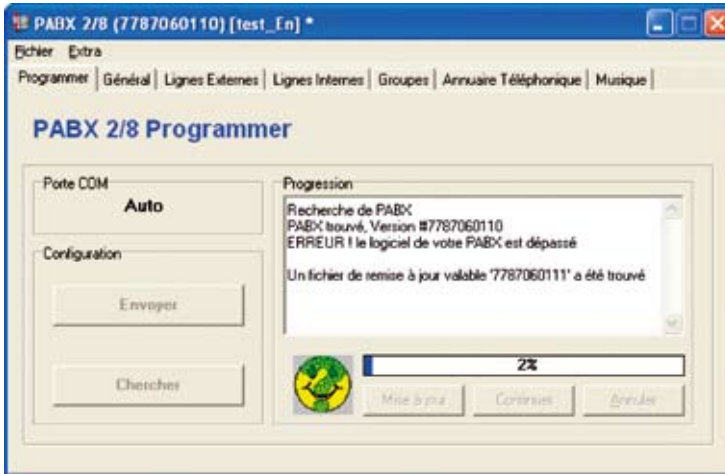 PABX 2/8 (7787060110) [test_En] *
Fichier Extra
Programmer Général Lignes Externes Lignes Internes Groupes Annuaire Téléphonique Musique
PABX 2/8 Programmer
Porte COM
Auto
Configuration
Envoyer
Chercher
Progression
Recherche de PABX
PABX trouvé, Version #7787060110
ERREUR ! le logiciel de votre PABX est dépassé
Un fichier de remise à jour valable '7787060111' a été trouvé
2%
Mise à jour Continuer Annuler